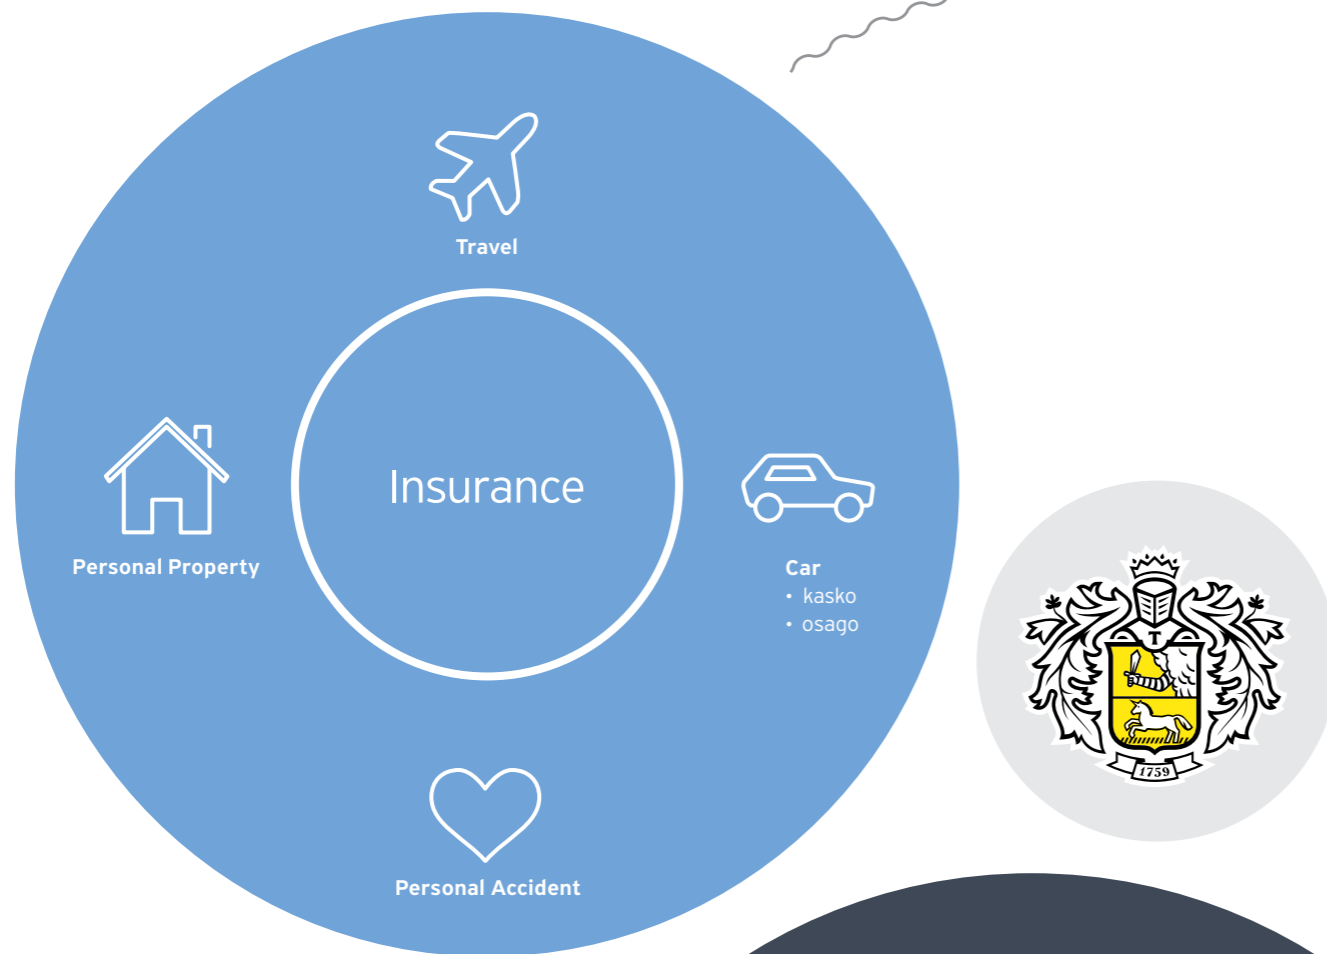 Travel
Insurance
Personal Property
Car
• kasko
• osago
T
1759
Personal Accident